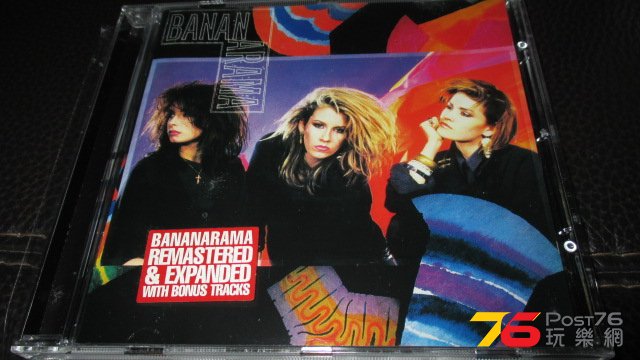 BANAN
ARAMA
BANANARAMA
REMASTERED
& EXPANDED
WITH BONUS TRACKS
76 POST76
玩樂網